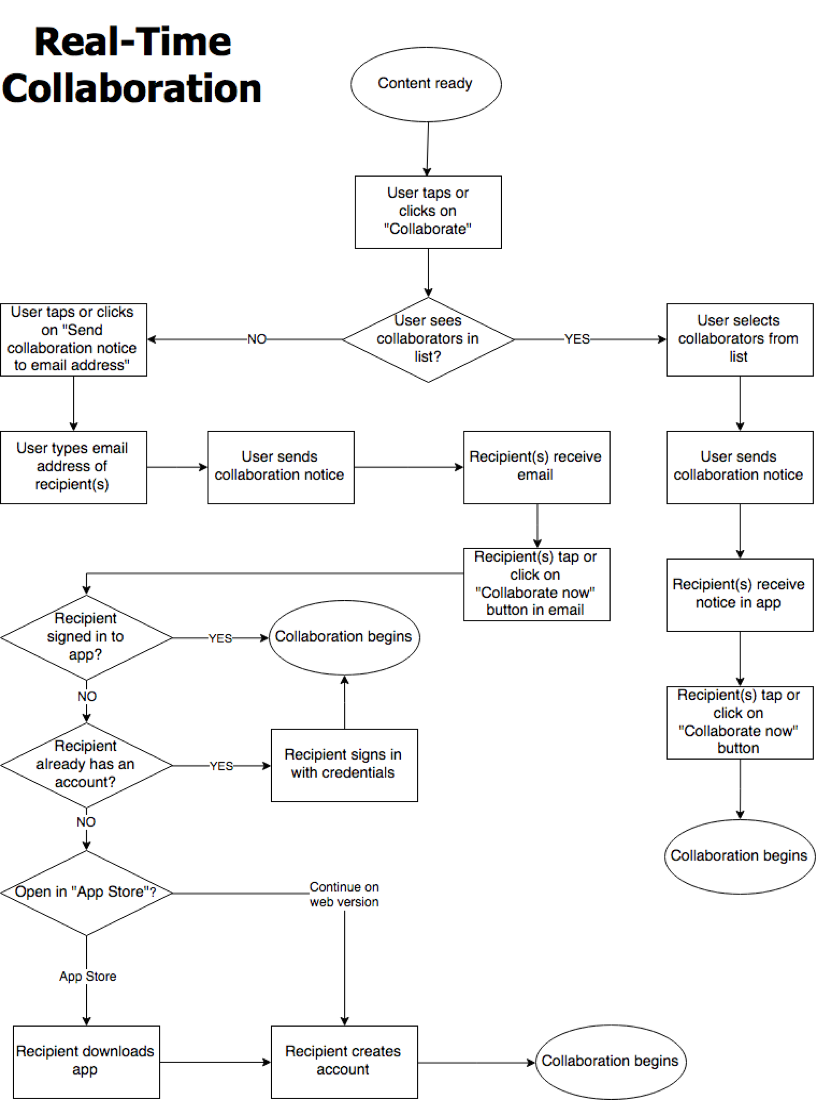 Real-Time
Collaboration
Content ready
User taps or
clicks on
"Collaborate"
User sees
collaborators in
list?
NO
YES
User taps or clicks
on "Send
collaboration notice
to email address"
User selects
collaborators from
list
User types email
address of
recipient(s)
User sends
collaboration notice
Recipient(s) receive
email
User sends
collaboration notice
Recipient(s) tap or
click on
"Collaborate now"
button in email
Recipient(s) receive
notice in app
Recipient
signed in to
app?
YES
Collaboration begins
NO
Recipient(s) tap or
click on
"Collaborate now"
button
Recipient
already has an
account?
YES
Recipient signs in
with credentials
NO
Collaboration begins
Open in "App Store"?
Continue on
web version
App Store
Recipient downloads
app
Recipient creates
account
Collaboration begins